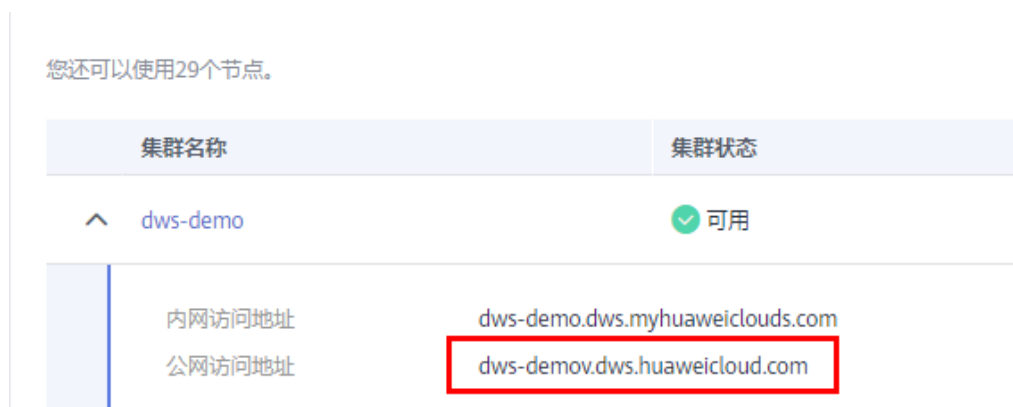 您还可以使用29个节点。
集群名称 集群状态
dws-demo 可用
内网访问地址 dws-demo.dws.myhuaweiclouds.com
公网访问地址 dws-demov.dws.huaweicloud.com